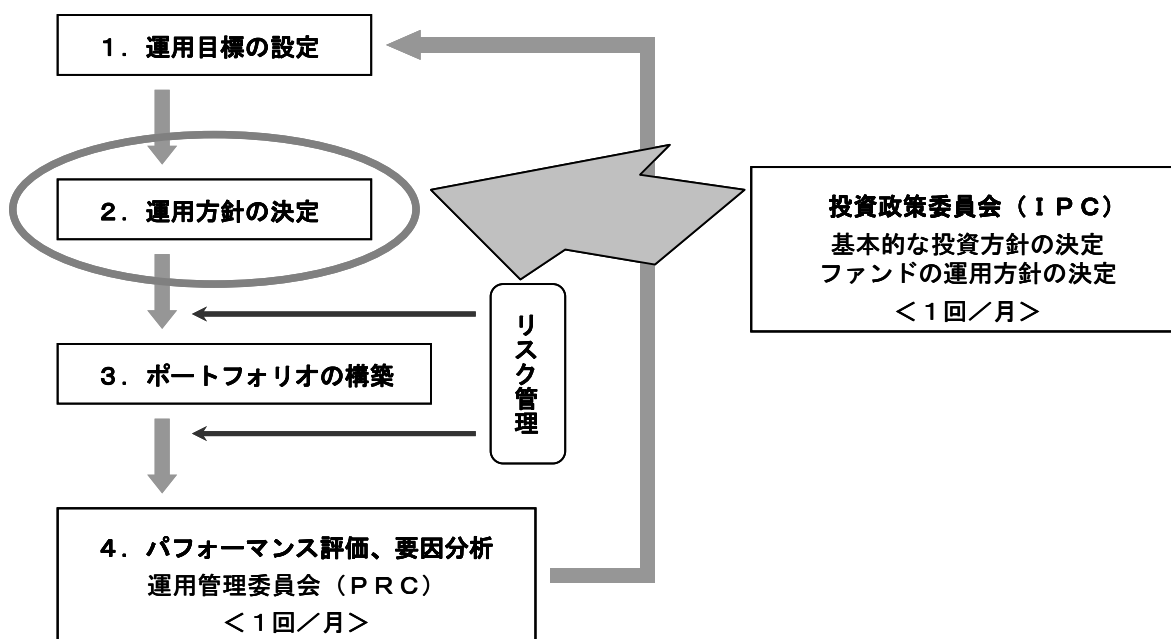 １．運用目標の設定
２．運用方針の決定
投資政策委員会（ＩＰＣ）
基本的な投資方針の決定
ファンドの運用方針の決定
＜１回／月＞
リスク管理
３．ポートフォリオの構築
４．パフォーマンス評価、要因分析
運用管理委員会（ＰＲＣ）
＜１回／月＞